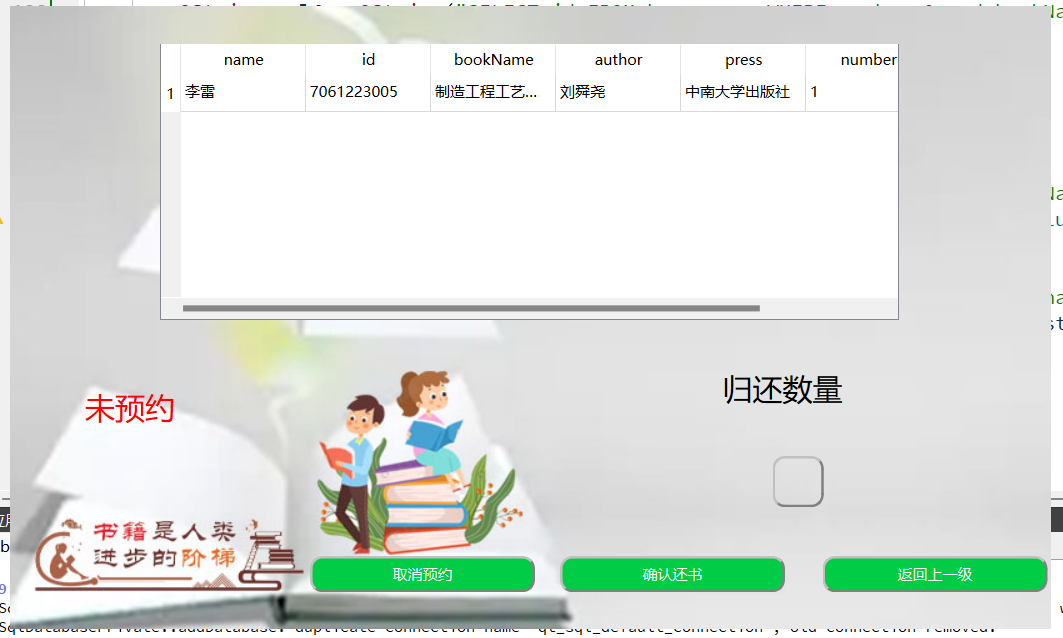 name id bookName author press number
1 李雷 7061223005 制造工程工艺... 刘舜尧 中南大学出版社 1
归还数量
未预约
书籍是人类
进步的阶梯
取消预约 确认还书 返回上一级